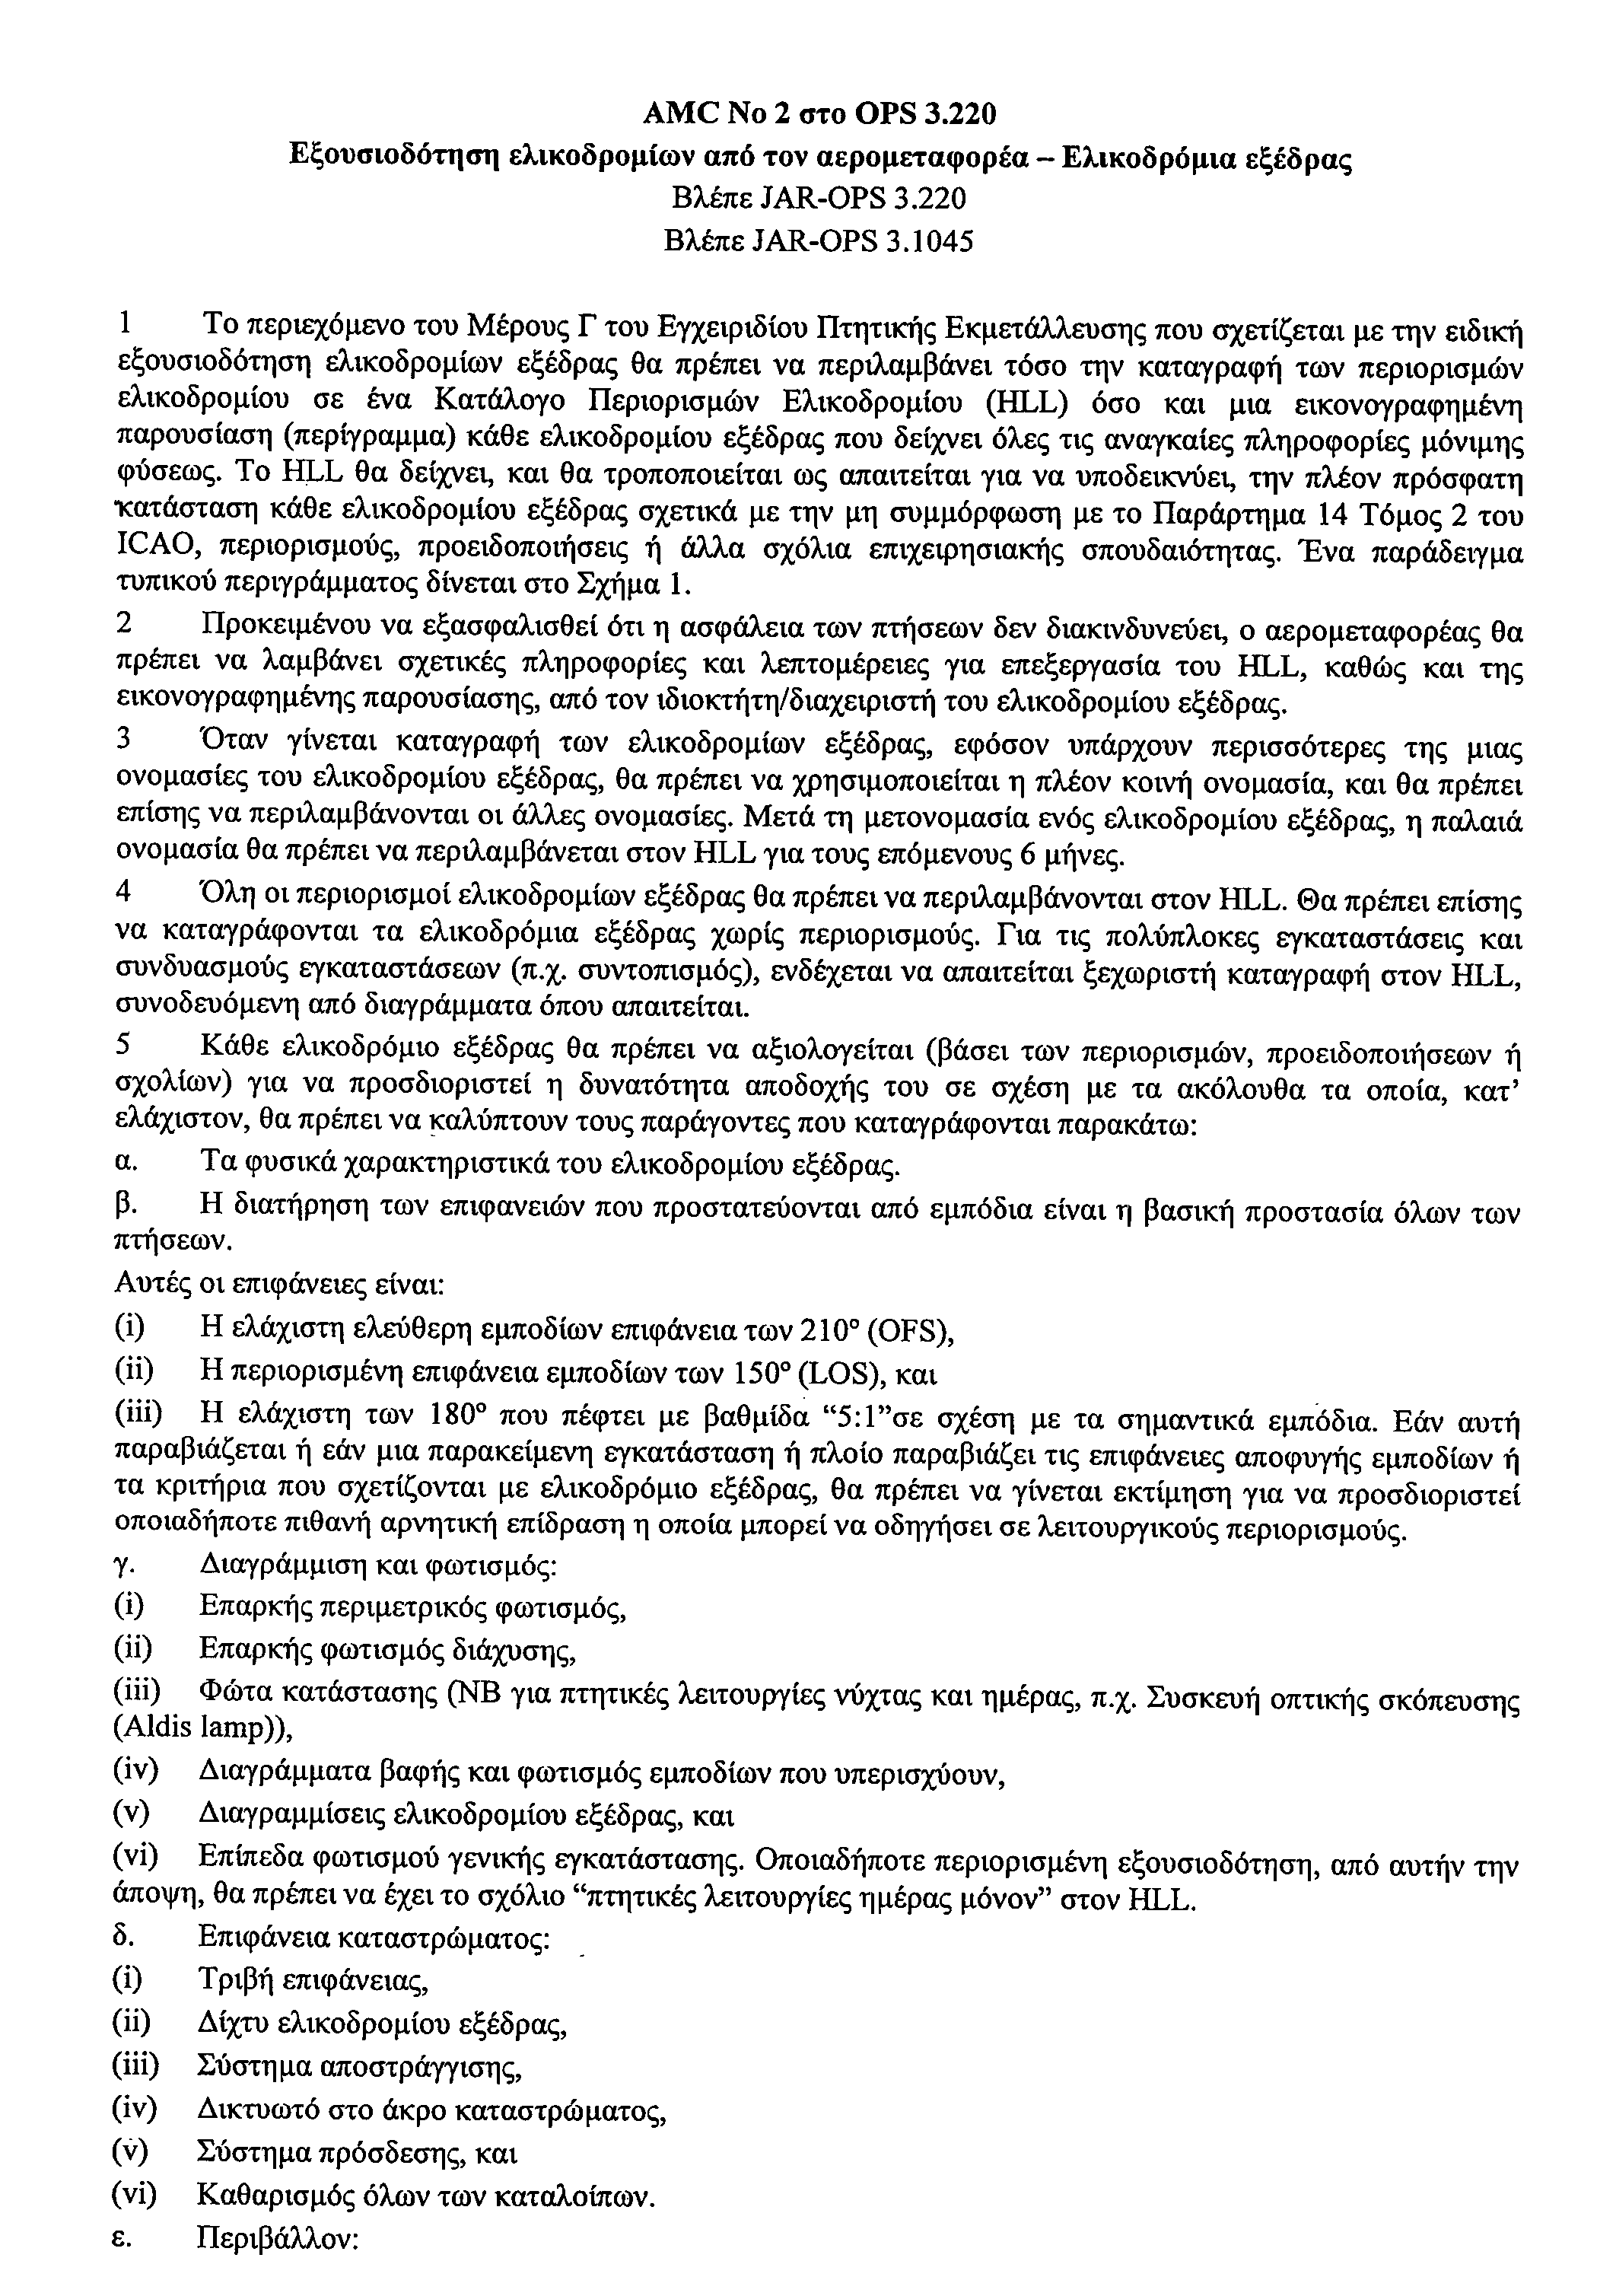 AMC No 2 στο OPS 3.220
Εξουσιοδότηση ελικοδρομίων από τον αερομεταφορέα – Ελικοδρόμια εξέδρας
Βλέπε JAR-OPS 3.220
Βλέπε JAR-OPS 3.1045
1 Το περιεχόμενο του Μέρους Γ του Εγχειριδίου Πτητικής Εκμετάλλευσης που σχετίζεται με την ειδική
εξουσιοδότηση ελικοδρομίων εξέδρας θα πρέπει να περιλαμβάνει τόσο την καταγραφή των περιορισμών
ελικοδρομίου σε ένα Κατάλογο Περιορισμών Ελικοδρομίου (HLL) όσο και μια εικονογραφημένη
παρουσίαση (περίγραμμα) κάθε ελικοδρομίου εξέδρας που δείχνει όλες τις αναγκαίες πληροφορίες μόνιμης
φύσεως. Το HLL θα δείχνει, και θα τροποποιείται ως απαιτείται για να υποδεικνύει, την πλέον πρόσφατη
κατάσταση κάθε ελικοδρομίου εξέδρας σχετικά με την μη συμμόρφωση με το Παράρτημα 14 Τόμος 2 του
ICAO, περιορισμούς, προειδοποιήσεις ή άλλα σχόλια επιχειρησιακής σπουδαιότητας. Ένα παράδειγμα
τυπικού περιγράμματος δίνεται στο Σχήμα 1.
2 Προκειμένου να εξασφαλισθεί ότι η ασφάλεια των πτήσεων δεν διακινδυνεύει, ο αερομεταφορέας θα
πρέπει να λαμβάνει σχετικές πληροφορίες και λεπτομέρειες για επεξεργασία του HLL, καθώς και της
εικονογραφημένης παρουσίασης, από τον ιδιοκτήτη/διαχειριστή του ελικοδρομίου εξέδρας.
3 Όταν γίνεται καταγραφή των ελικοδρομίων εξέδρας, εφόσον υπάρχουν περισσότερες της μιας
ονομασίες του ελικοδρομίου εξέδρας, θα πρέπει να χρησιμοποιείται η πλέον κοινή ονομασία, και θα πρέπει
επίσης να περιλαμβάνονται οι άλλες ονομασίες. Μετά τη μετονομασία ενός ελικοδρομίου εξέδρας, η παλαιά
ονομασία θα πρέπει να περιλαμβάνεται στον HLL για τους επόμενους 6 μήνες.
4 Όλη οι περιορισμοί ελικοδρομίων εξέδρας θα πρέπει να περιλαμβάνονται στον HLL. Θα πρέπει επίσης
να καταγράφονται τα ελικοδρόμια εξέδρας χωρίς περιορισμούς. Για τις πολύπλοκες εγκαταστάσεις και
συνδυασμούς εγκαταστάσεων (π.χ. συντοπισμός), ενδέχεται να απαιτείται ξεχωριστή καταγραφή στον HLL,
συνοδευόμενη από διαγράμματα όπου απαιτείται.
5 Κάθε ελικοδρόμιο εξέδρας θα πρέπει να αξιολογείται (βάσει των περιορισμών, προειδοποιήσεων ή
σχολίων) για να προσδιοριστεί η δυνατότητα αποδοχής του σε σχέση με τα ακόλουθα τα οποία, κατ’
ελάχιστον, θα πρέπει να καλύπτουν τους παράγοντες που καταγράφονται παρακάτω:
α. Τα φυσικά χαρακτηριστικά του ελικοδρομίου εξέδρας.
β. Η διατήρηση των επιφανειών που προστατεύονται από εμπόδια είναι η βασική προστασία όλων των
πτήσεων.
Αυτές οι επιφάνειες είναι:
(i) Η ελάχιστη ελεύθερη εμποδίων επιφάνεια των 210° (OFS),
(ii) Η περιορισμένη επιφάνεια εμποδίων των 150° (LOS), και
(iii) Η ελάχιστη των 180° που πέφτει με βαθμίδα “5:1”σε σχέση με τα σημαντικά εμπόδια. Εάν αυτή
παραβιάζεται ή εάν μια παρακείμενη εγκατάσταση ή πλοίο παραβιάζει τις επιφάνειες αποφυγής εμποδίων ή
τα κριτήρια που σχετίζονται με ελικοδρόμιο εξέδρας, θα πρέπει να γίνεται εκτίμηση για να προσδιοριστεί
οποιαδήποτε πιθανή αρνητική επίδραση η οποία μπορεί να οδηγήσει σε λειτουργικούς περιορισμούς.
γ. Διαγράμμιση και φωτισμός:
(i) Επαρκής περιμετρικός φωτισμός,
(ii) Επαρκής φωτισμός διάχυσης,
(iii) Φώτα κατάστασης (NB για πτητικές λειτουργίες νύχτας και ημέρας, π.χ. Συσκευή οπτικής σκόπευσης
(Aldis lamp)),
(iv) Διαγράμματα βαφής και φωτισμός εμποδίων που υπερισχύουν,
(v) Διαγραμμίσεις ελικοδρομίου εξέδρας, και
(vi) Επίπεδα φωτισμού γενικής εγκατάστασης. Οποιαδήποτε περιορισμένη εξουσιοδότηση, από αυτήν την
άποψη, θα πρέπει να έχει το σχόλιο “πτητικές λειτουργίες ημέρας μόνον” στον HLL.
δ. Επιφάνεια καταστρώματος:
(i) Τριβή επιφάνειας,
(ii) Δίχτυ ελικοδρομίου εξέδρας,
(iii) Σύστημα αποστράγγισης,
(iv) Δικτυωτό στο άκρο καταστρώματος,
(v) Σύστημα πρόσδεσης, και
(vi) Καθαρισμός όλων των καταλοίπων.
ε. Περιβάλλον: